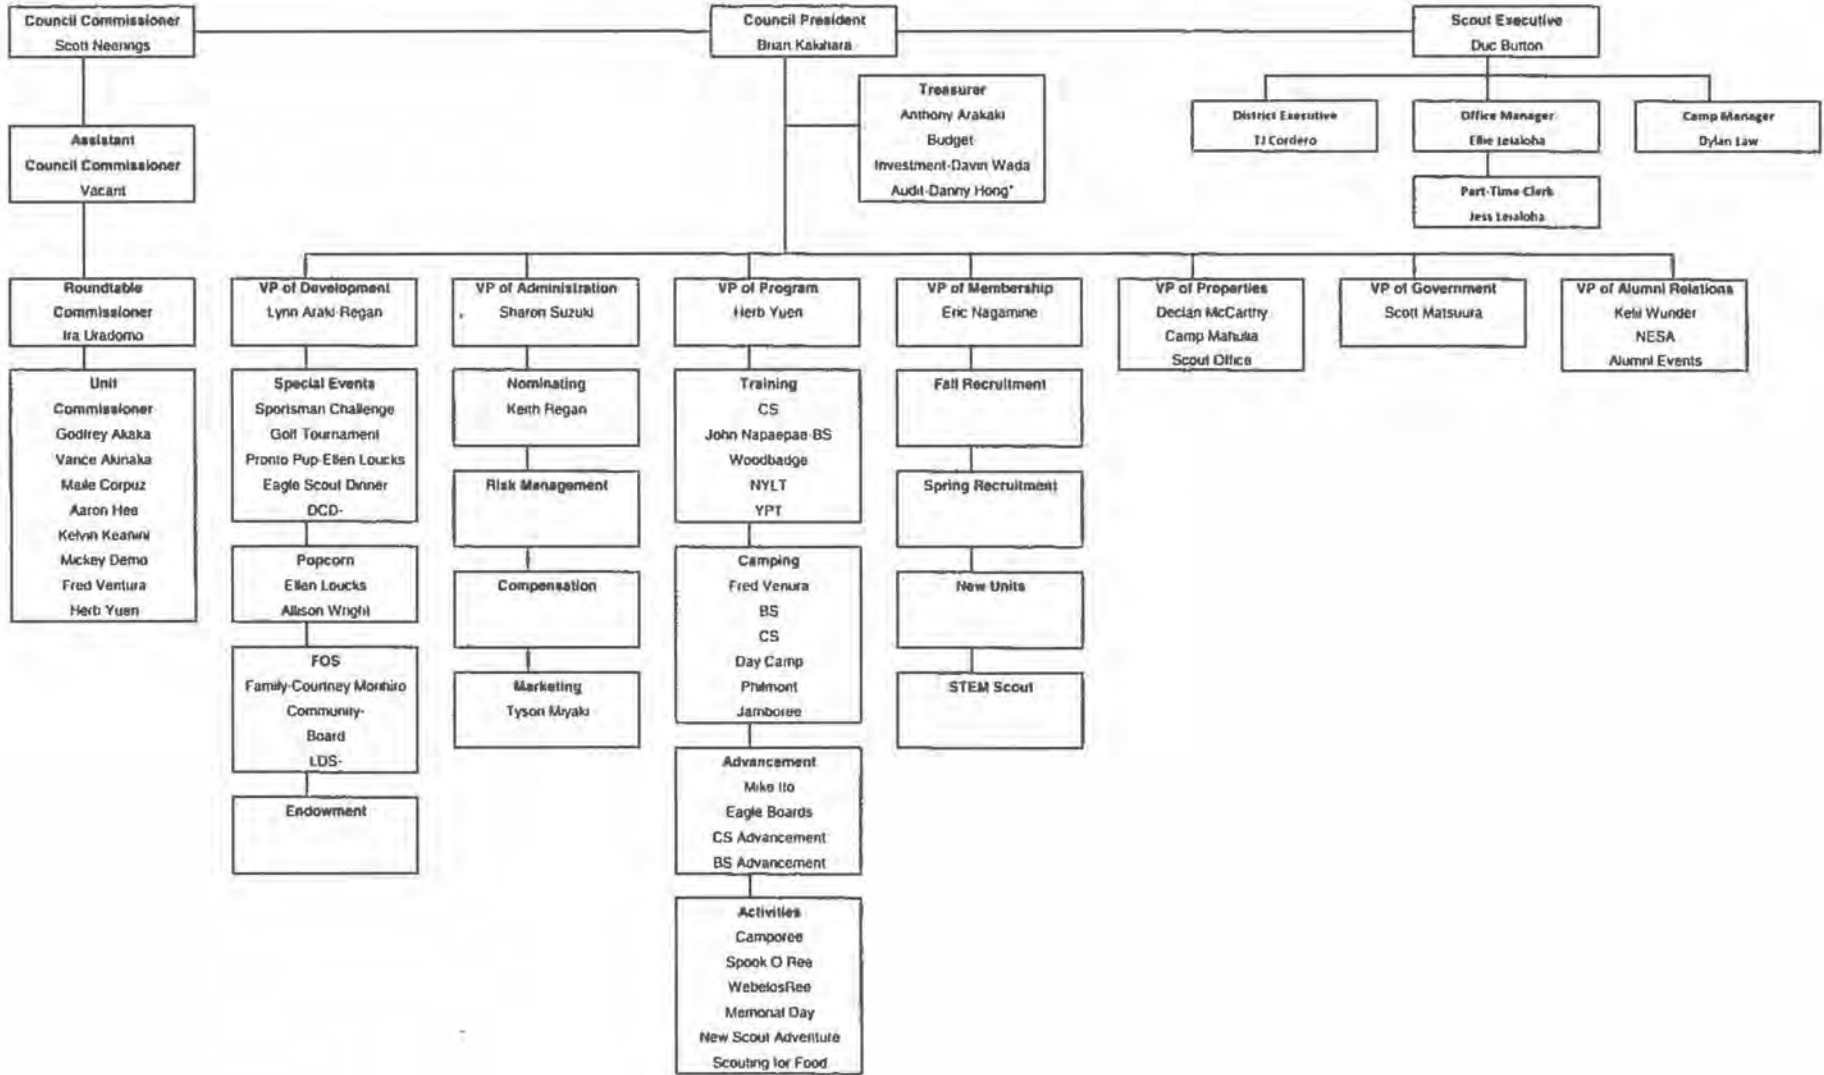 Council Commissioner
Scott Neerings
Council President
Brian Kakihara
Scout Executive
Duc Button
Treasurer
Anthony Arakaki
Budget
Investment-Davin Wada
Audit-Danny Hong*
District Executive
TJ Cordero
Office Manager
Ellie Leialoha
Camp Manager
Dylan Law
Part-Time Clerk
Jess Leialoha
Assistant
Council Commissioner
Vacant
Roundtable
Commissioner
Ira Uradomo
Unit
Commissioner
Godfrey Akaka
Vance Akinaka
Maile Corpuz
Aaron Hee
Kelvin Keanini
Mickey Demo
Fred Ventura
Herb Yuen
VP of Development
Lynn Araki-Regan
Special Events
Sportsman Challenge
Golf Tournament
Pronto Pup-Ellen Loucks
Eagle Scout Dinner
DCD-
Popcorn
Ellen Loucks
Allison Wright
FOS
Family-Courtney Morihiro
Community-
Board
LDS-
Endowment
VP of Administration
Sharon Suzuki
Nominating
Keith Regan
Risk Management
Compensation
Marketing
Tyson Miyaki
VP of Program
Herb Yuen
Training
CS
John Napaepae-BS
Woodbadge
NYLT
YPT
Camping
Fred Venura
BS
CS
Day Camp
Philmont
Jamboree
Advancement
Mike Ito
Eagle Boards
CS Advancement
BS Advancement
Activities
Camporee
Spook O Ree
WebelosRee
Memorial Day
New Scout Adventure
Scouting for Food
VP of Membership
Eric Nagamine
Fall Recruitment
Spring Recruitment
New Units
STEM Scout
VP of Properties
Declan McCarthy
Camp Mahulia
Scout Office
VP of Government
Scott Matsuura
VP of Alumni Relations
Kelii Wunder
NESA
Alumni Events